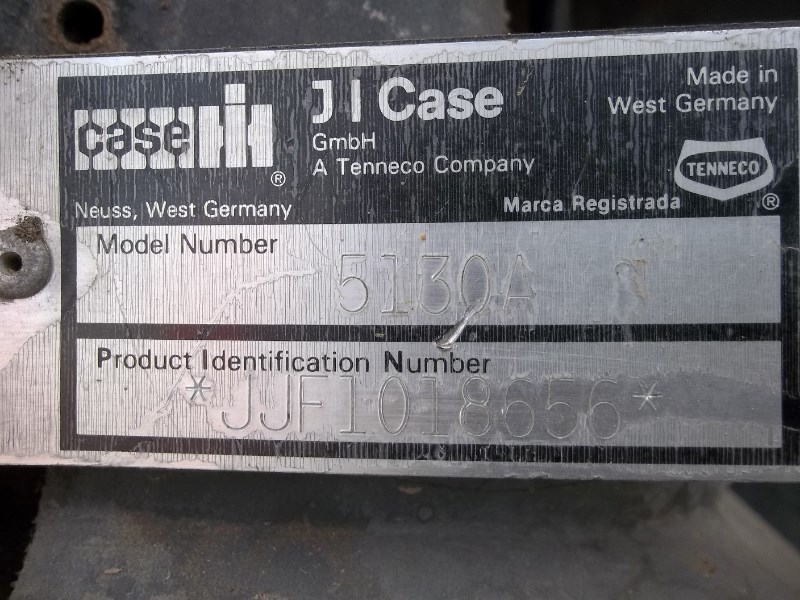 case IH ®
J I Case
GmbH
A Tenneco Company
Made in
West Germany
TENNECO ®
Neuss, West Germany
Marca Registrada
Model Number
5130A
Product Identification Number
*JJF1018656*